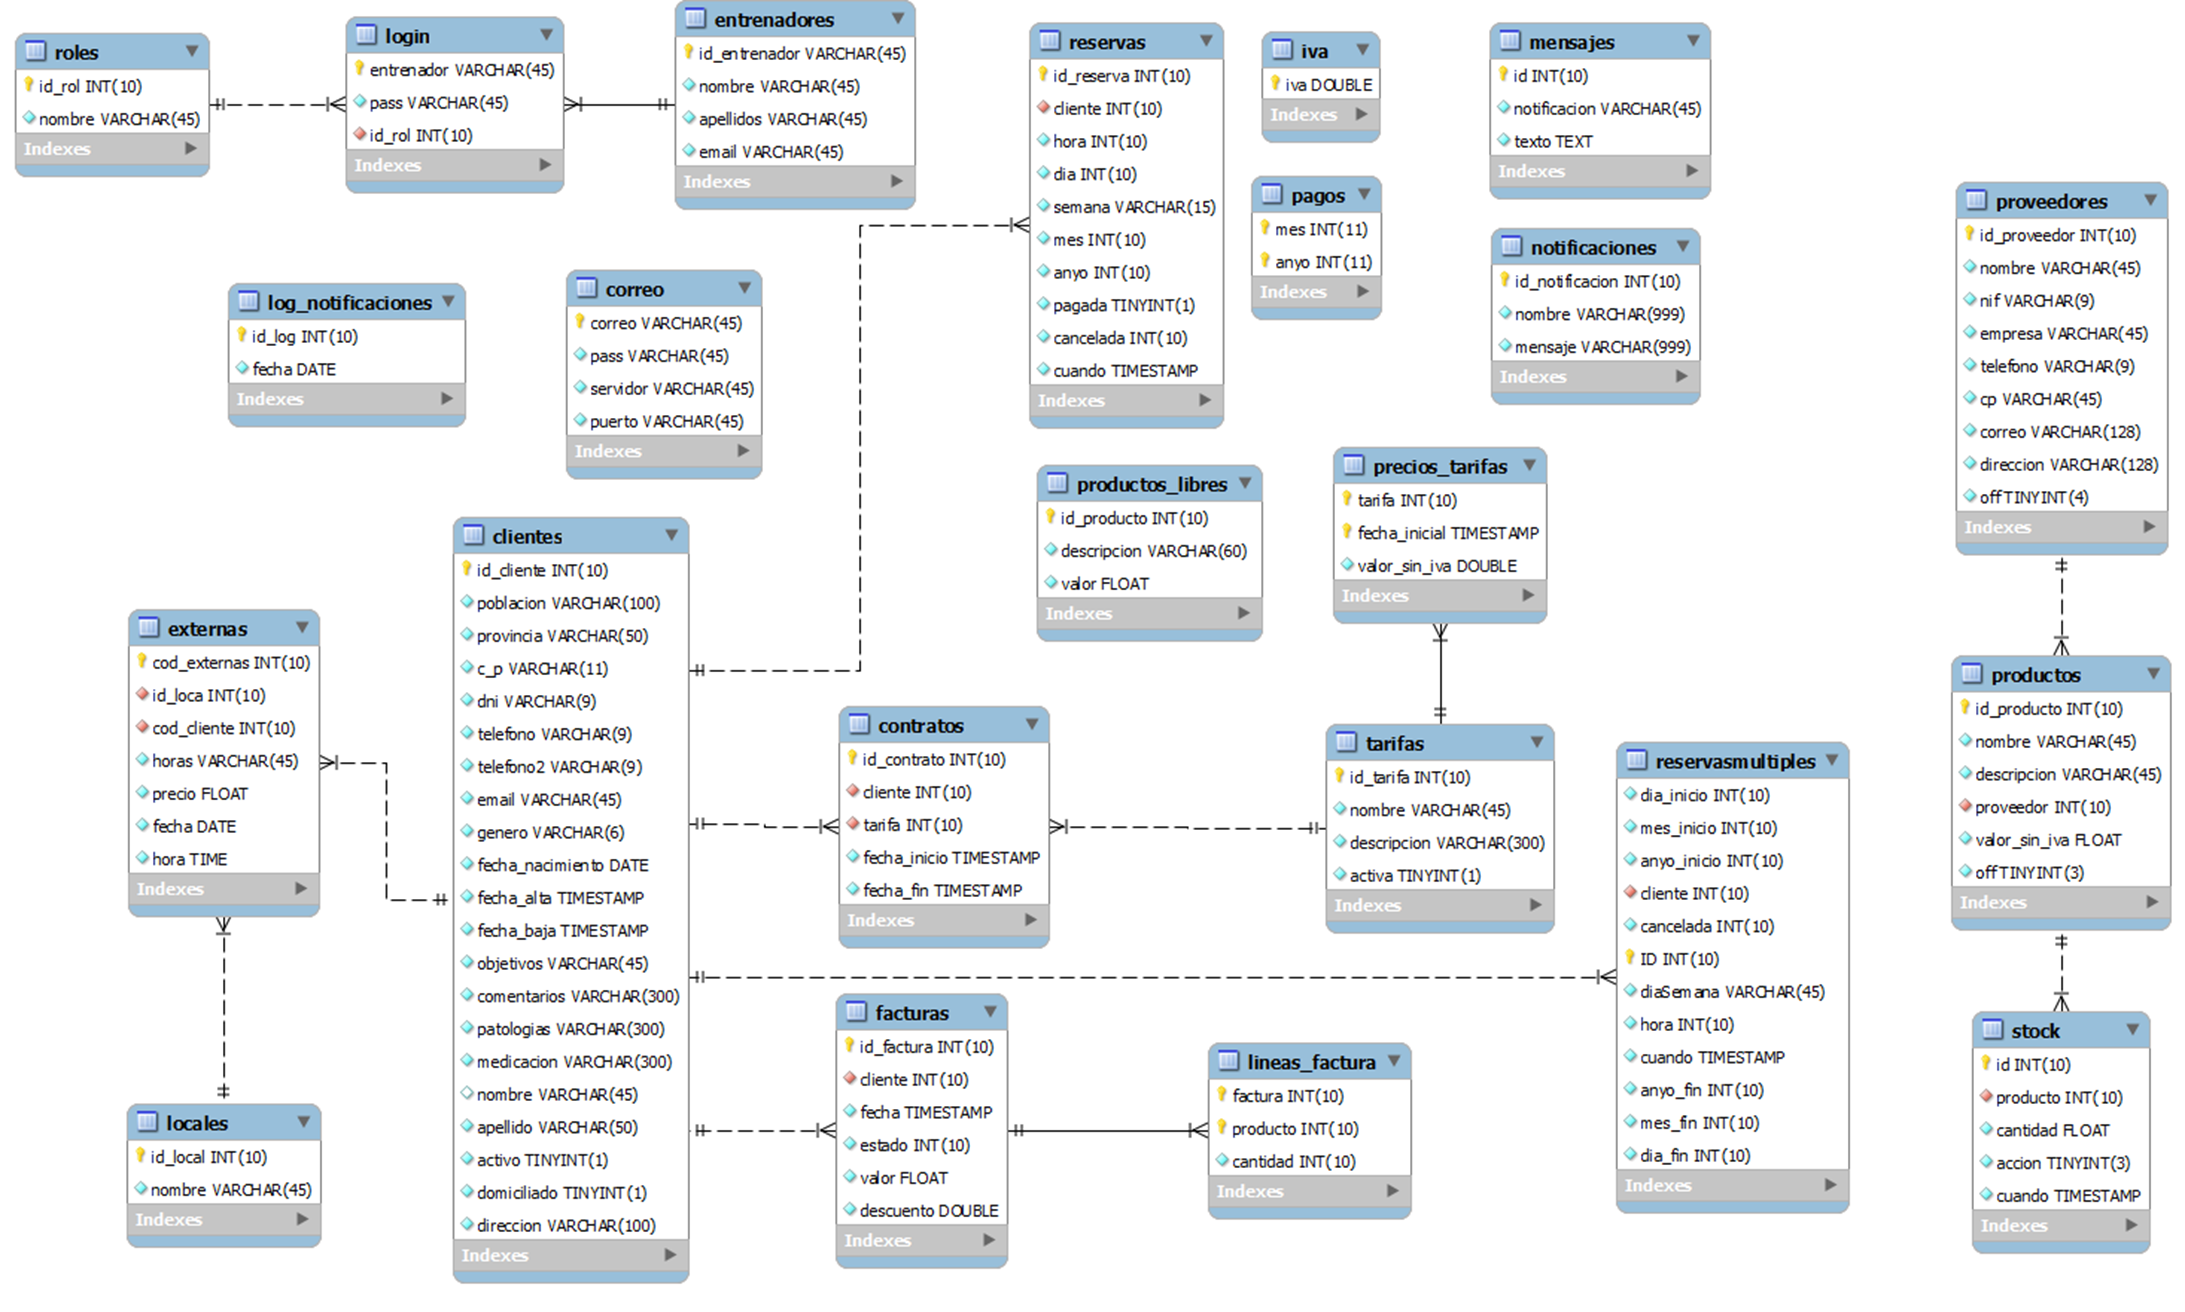 roles
id_rol INT(10)
nombre VARCHAR(45)
Indexes
login
entrenador VARCHAR(45)
pass VARCHAR(45)
id_rol INT(10)
Indexes
entrenadores
id_entrenador VARCHAR(45)
nombre VARCHAR(45)
apellidos VARCHAR(45)
email VARCHAR(45)
Indexes
reservas
id_reserva INT(10)
cliente INT(10)
hora INT(10)
dia INT(10)
semana VARCHAR(15)
mes INT(10)
anyo INT(10)
pagada TINYINT(1)
cancelada INT(10)
cuando TIMESTAMP
Indexes
iva
iva DOUBLE
Indexes
mensajes
id INT(10)
notificacion VARCHAR(45)
texto TEXT
Indexes
pagos
mes INT(11)
anyo INT(11)
Indexes
notificaciones
id_notificacion INT(10)
nombre VARCHAR(999)
mensaje VARCHAR(999)
Indexes
proveedores
id_proveedor INT(10)
nombre VARCHAR(45)
nif VARCHAR(9)
empresa VARCHAR(45)
telefono VARCHAR(9)
cp VARCHAR(45)
correo VARCHAR(128)
direccion VARCHAR(128)
off TINYINT(4)
Indexes
log_notificaciones
id_log INT(10)
fecha DATE
Indexes
correo
correo VARCHAR(45)
pass VARCHAR(45)
servidor VARCHAR(45)
puerto VARCHAR(45)
Indexes
productos_libres
id_producto INT(10)
descripcion VARCHAR(60)
valor FLOAT
Indexes
precios_tarifas
tarifa INT(10)
fecha_inicial TIMESTAMP
valor_sin_iva DOUBLE
Indexes
clientes
id_cliente INT(10)
poblacion VARCHAR(100)
provincia VARCHAR(50)
c_p VARCHAR(11)
dni VARCHAR(9)
telefono VARCHAR(9)
telefono2 VARCHAR(9)
email VARCHAR(45)
genero VARCHAR(6)
fecha_nacimiento DATE
fecha_alta TIMESTAMP
fecha_baja TIMESTAMP
objetivos VARCHAR(45)
comentarios VARCHAR(300)
patologias VARCHAR(300)
medicacion VARCHAR(300)
nombre VARCHAR(45)
apellido VARCHAR(50)
activo TINYINT(1)
domiciliado TINYINT(1)
direccion VARCHAR(100)
Indexes
externas
cod_externas INT(10)
id_loca INT(10)
cod_cliente INT(10)
horas VARCHAR(45)
precio FLOAT
fecha DATE
hora TIME
Indexes
locales
id_local INT(10)
nombre VARCHAR(45)
Indexes
contratos
id_contrato INT(10)
cliente INT(10)
tarifa INT(10)
fecha_inicio TIMESTAMP
fecha_fin TIMESTAMP
Indexes
tarifas
id_tarifa INT(10)
nombre VARCHAR(45)
descripcion VARCHAR(300)
activa TINYINT(1)
Indexes
reservasmultiples
dia_inicio INT(10)
mes_inicio INT(10)
anyo_inicio INT(10)
cliente INT(10)
cancelada INT(10)
ID INT(10)
diaSemana VARCHAR(45)
hora INT(10)
cuando TIMESTAMP
anyo_fin INT(10)
mes_fin INT(10)
dia_fin INT(10)
Indexes
productos
id_producto INT(10)
nombre VARCHAR(45)
descripcion VARCHAR(45)
proveedor INT(10)
valor_sin_iva FLOAT
off TINYINT(3)
Indexes
facturas
id_factura INT(10)
cliente INT(10)
fecha TIMESTAMP
estado INT(10)
valor FLOAT
descuento DOUBLE
Indexes
lineas_factura
factura INT(10)
producto INT(10)
cantidad INT(10)
Indexes
stock
id INT(10)
producto INT(10)
cantidad FLOAT
accion TINYINT(3)
cuando TIMESTAMP
Indexes